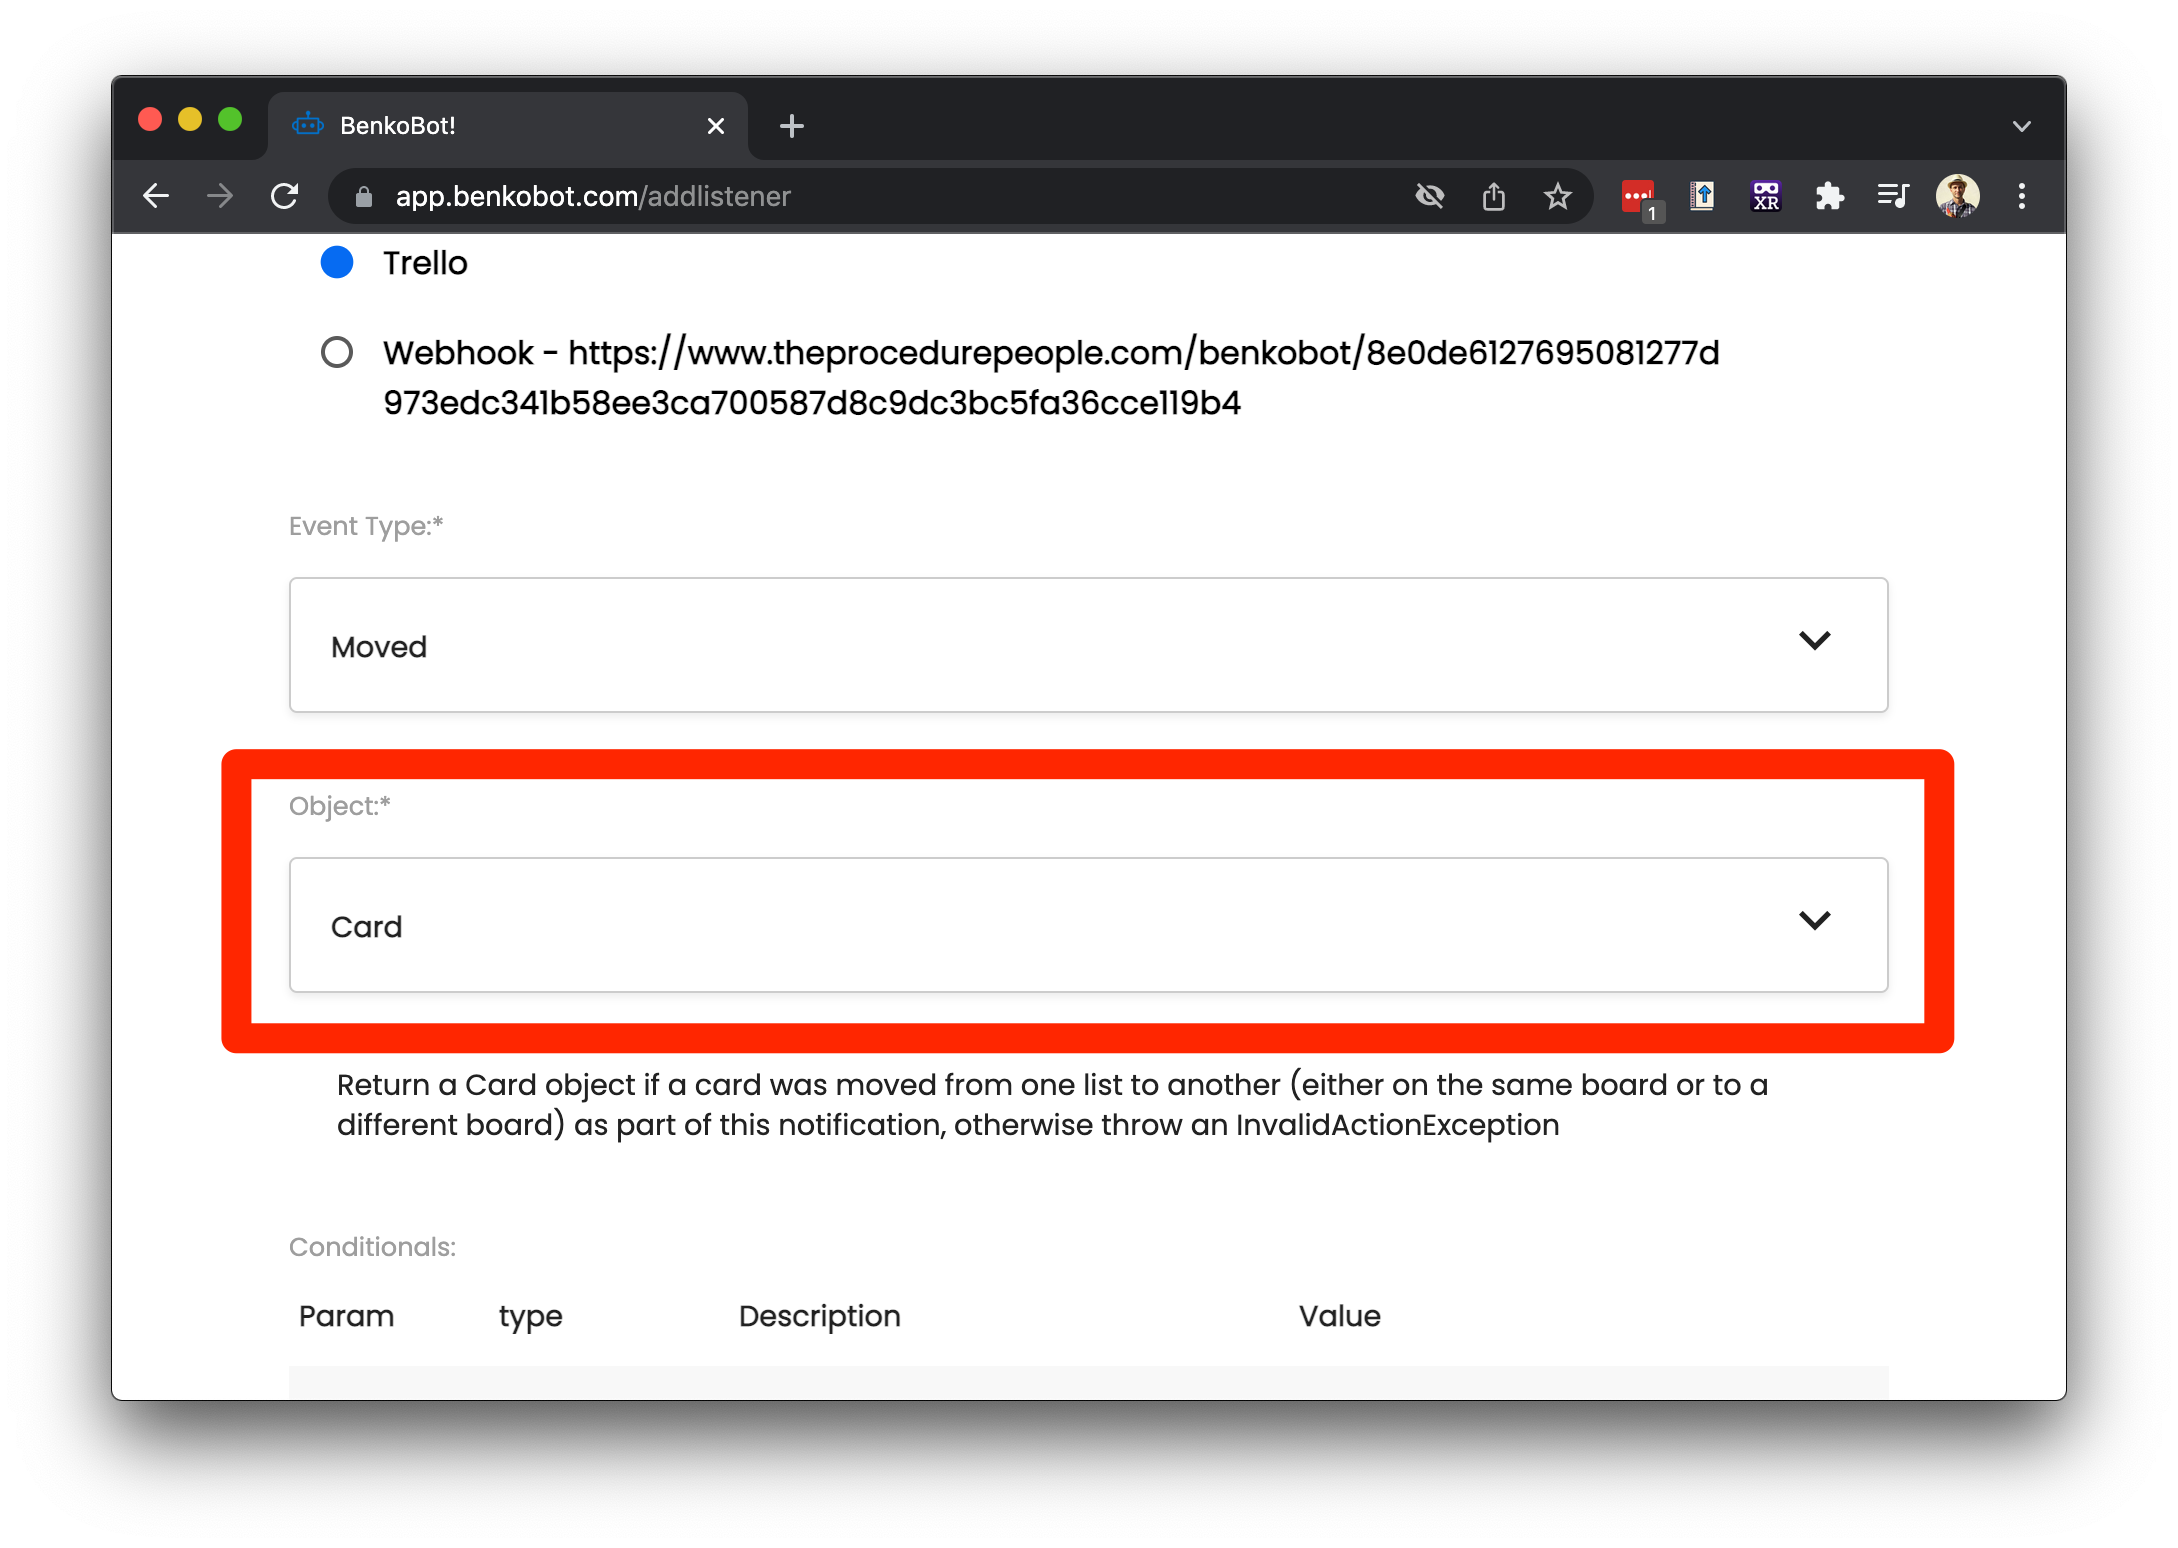 BenkoBot!
app.benkobot.com/addlistener
1
XR
Trello
Webhook - https://www.theprocedurepeople.com/benkobot/8e0de6127695081277d
973edc341b58ee3ca700587d8c9dc3bc5fa36cce119b4
Event Type:*
Moved
Object:*
Card
Return a Card object if a card was moved from one list to another (either on the same board or to a
different board) as part of this notification, otherwise throw an InvalidActionException
Conditionals:
Param type Description Value